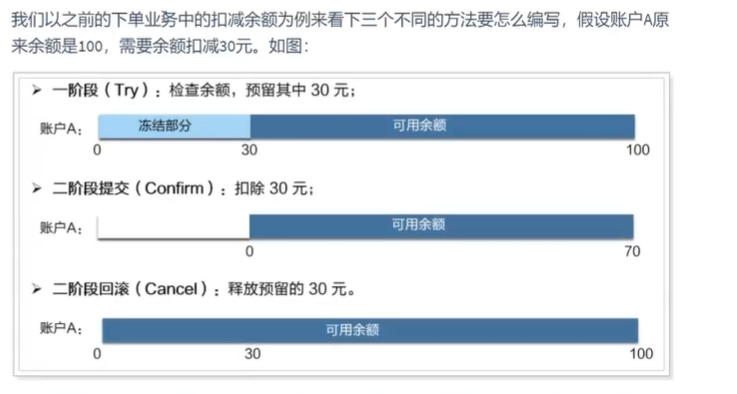 我们以之前的下单业务中的扣减余额为例来看下三个不同的方法要怎么编写，假设账户A原
来余额是100，需要余额扣减30元。如图：
➢ 一阶段（Try）：检查余额，预留其中 30 元；
账户A： 冻结部分 可用余额
0 30 100
➢ 二阶段提交（Confirm）：扣除 30 元；
账户A： 可用余额
0 70
➢ 二阶段回滚（Cancel）：释放预留的 30 元。
账户A： 可用余额
0 30 100